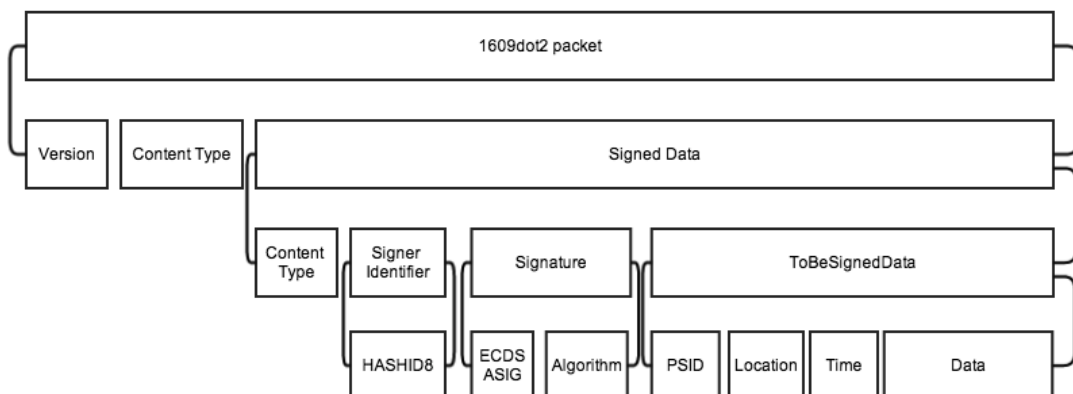 1609dot2 packet
Version
Content Type
Signed Data
Content
Type
Signer
Identifier
Signature
ToBeSignedData
HASHID8
ECDS
ASIG
Algorithm
PSID
Location
Time
Data